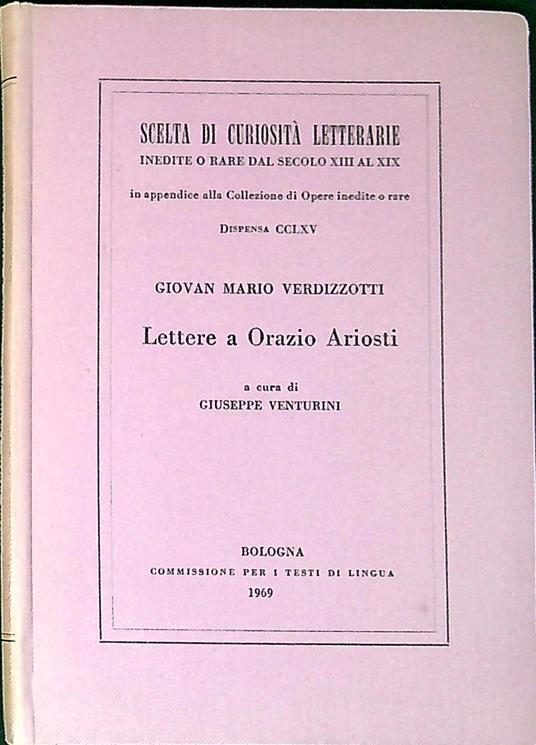 SCELTA DI CURIOSITÀ LETTERARIE
INEDITE O RARE DAL SECOLO XIII AL XIX
in appendice alla Collezione di Opere inedite o rare
DISPENSA CCLXV
GIOVAN MARIO VERDIZZOTTI
Lettere a Orazio Ariosti
a cura di
GIUSEPPE VENTURINI
BOLOGNA
COMMISSIONE PER I TESTI DI LINGUA
1969